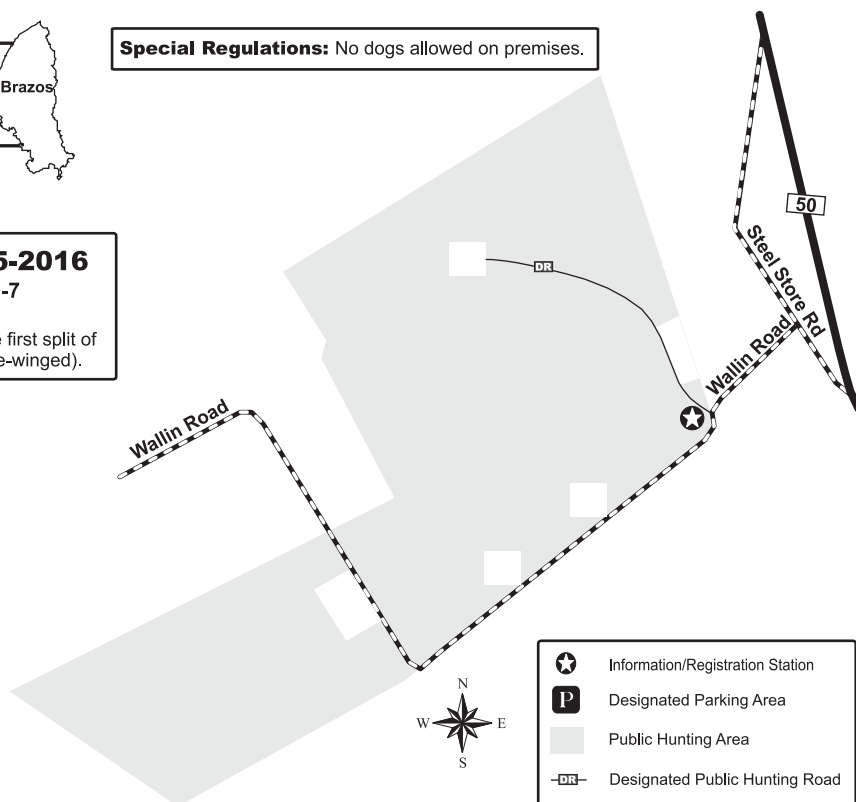 Brazos
Special Regulations: No dogs allowed on premises.
50
5-2016
-7
first split of
e-winged).
DR
Steel Store Rd
Wallin Road
Wallin Road
N
W E
S
Information/Registration Station
P Designated Parking Area
Public Hunting Area
DR Designated Public Hunting Road